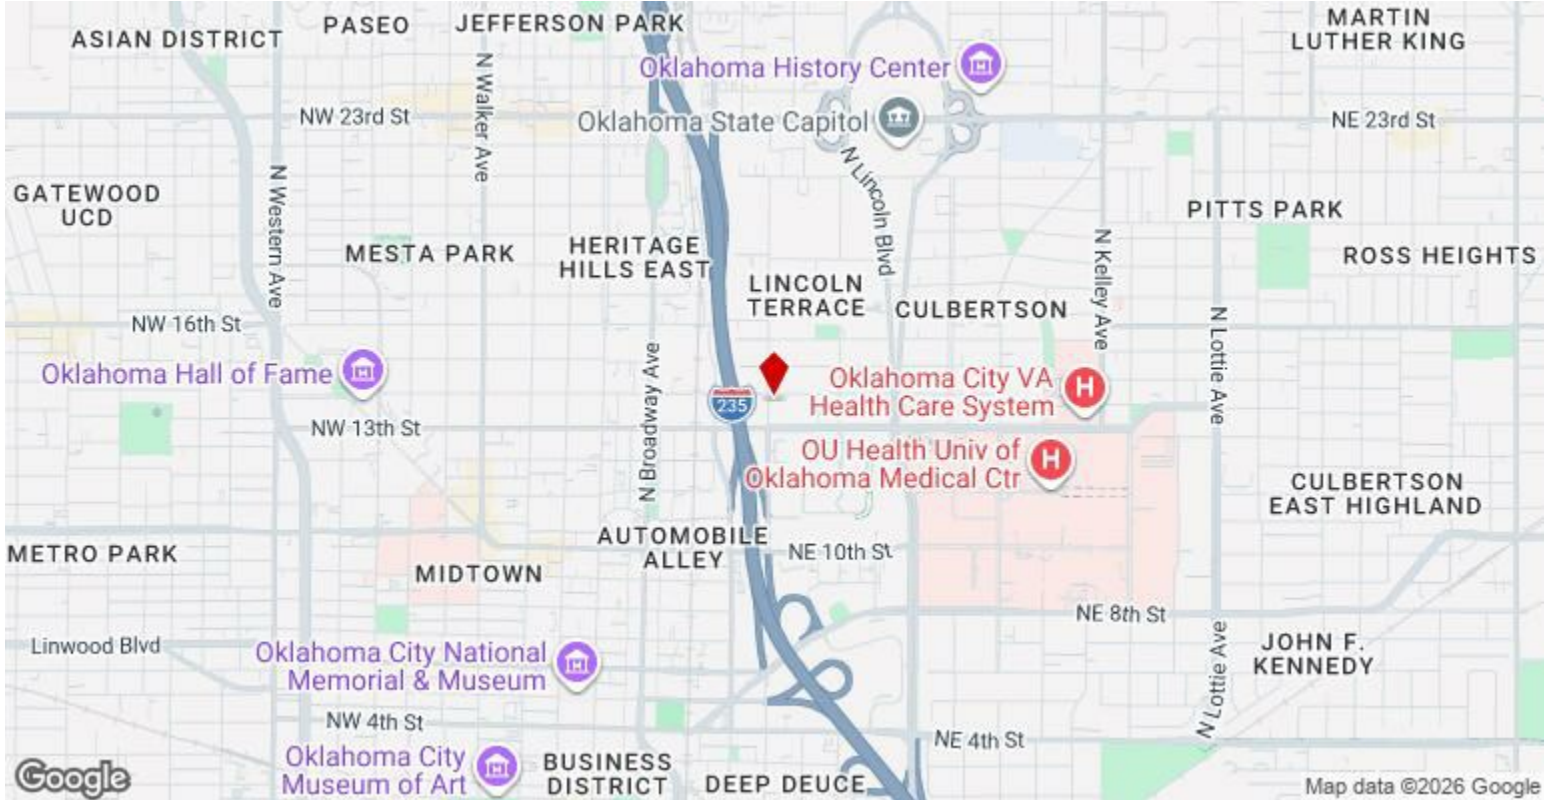 ASIAN DISTRICT
PASEO
JEFFERSON PARK
MARTIN
LUTHER KING
Oklahoma History Center
N Walker Ave
NW 23rd St
Oklahoma State Capitol
NE 23rd St
N Lincoln Blvd
GATEWOOD
UCD
N Western Ave
PITTS PARK
MESTA PARK
HERITAGE
HILLS EAST
N Kelley Ave
ROSS HEIGHTS
LINCOLN
TERRACE
CULBERTSON
NW 16th St
N Lottie Ave
Oklahoma Hall of Fame
N Broadway Ave
235
Oklahoma City VA
Health Care System
H
NW 13th St
OU Health Univ of
Oklahoma Medical Ctr
H
CULBERTSON
EAST HIGHLAND
METRO PARK
AUTOMOBILE
ALLEY
NE 10th St
MIDTOWN
NE 8th St
Linwood Blvd
Oklahoma City National
Memorial & Museum
JOHN F.
KENNEDY
N Lottie Ave
NW 4th St
NE 4th St
Oklahoma City
Museum of Art
BUSINESS
DISTRICT
DEEP DEUCE
Google
Map data ©2026 Google